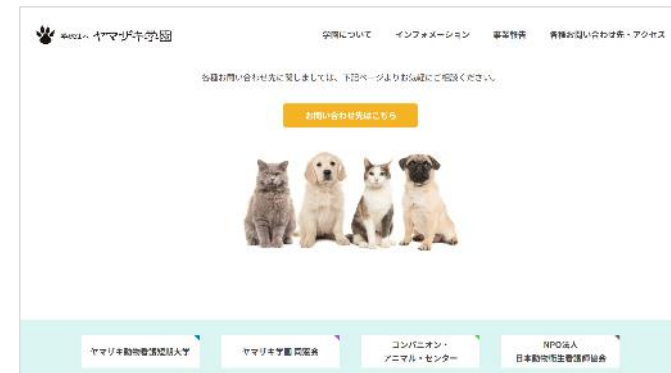 学校法人 ヤマザキ学園
学園について
インフォメーション
事業報告
各種お問い合わせ先・アクセス
各種お問い合わせ先に関しましては、下記ページよりお気軽にご相談ください。
お問い合わせ先はこちら
ヤマザキ動物看護短期大学
ヤマザキ学園 同窓会
コンパニオン・
アニマル・センター
NPO法人
日本動物衛生看護師協会